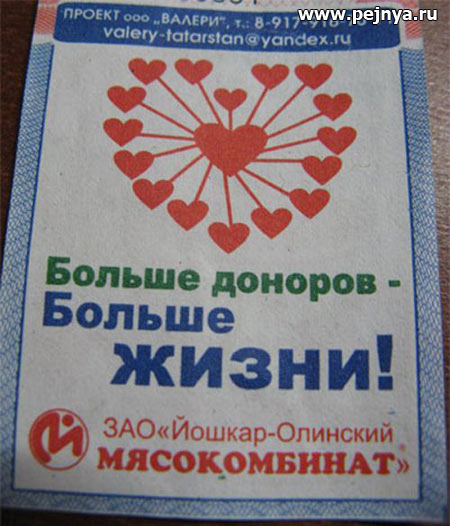 www.pejnya.ru
ПРОЕКТ ооо „ВАЛЕРИ", т.: 8-917-918-
valery-tatarstan@yandex.ru
Больше доноров -
Больше
жизни!
ЗАО«Йошкар-Олинский
МЯСОКОМБИНАТ»